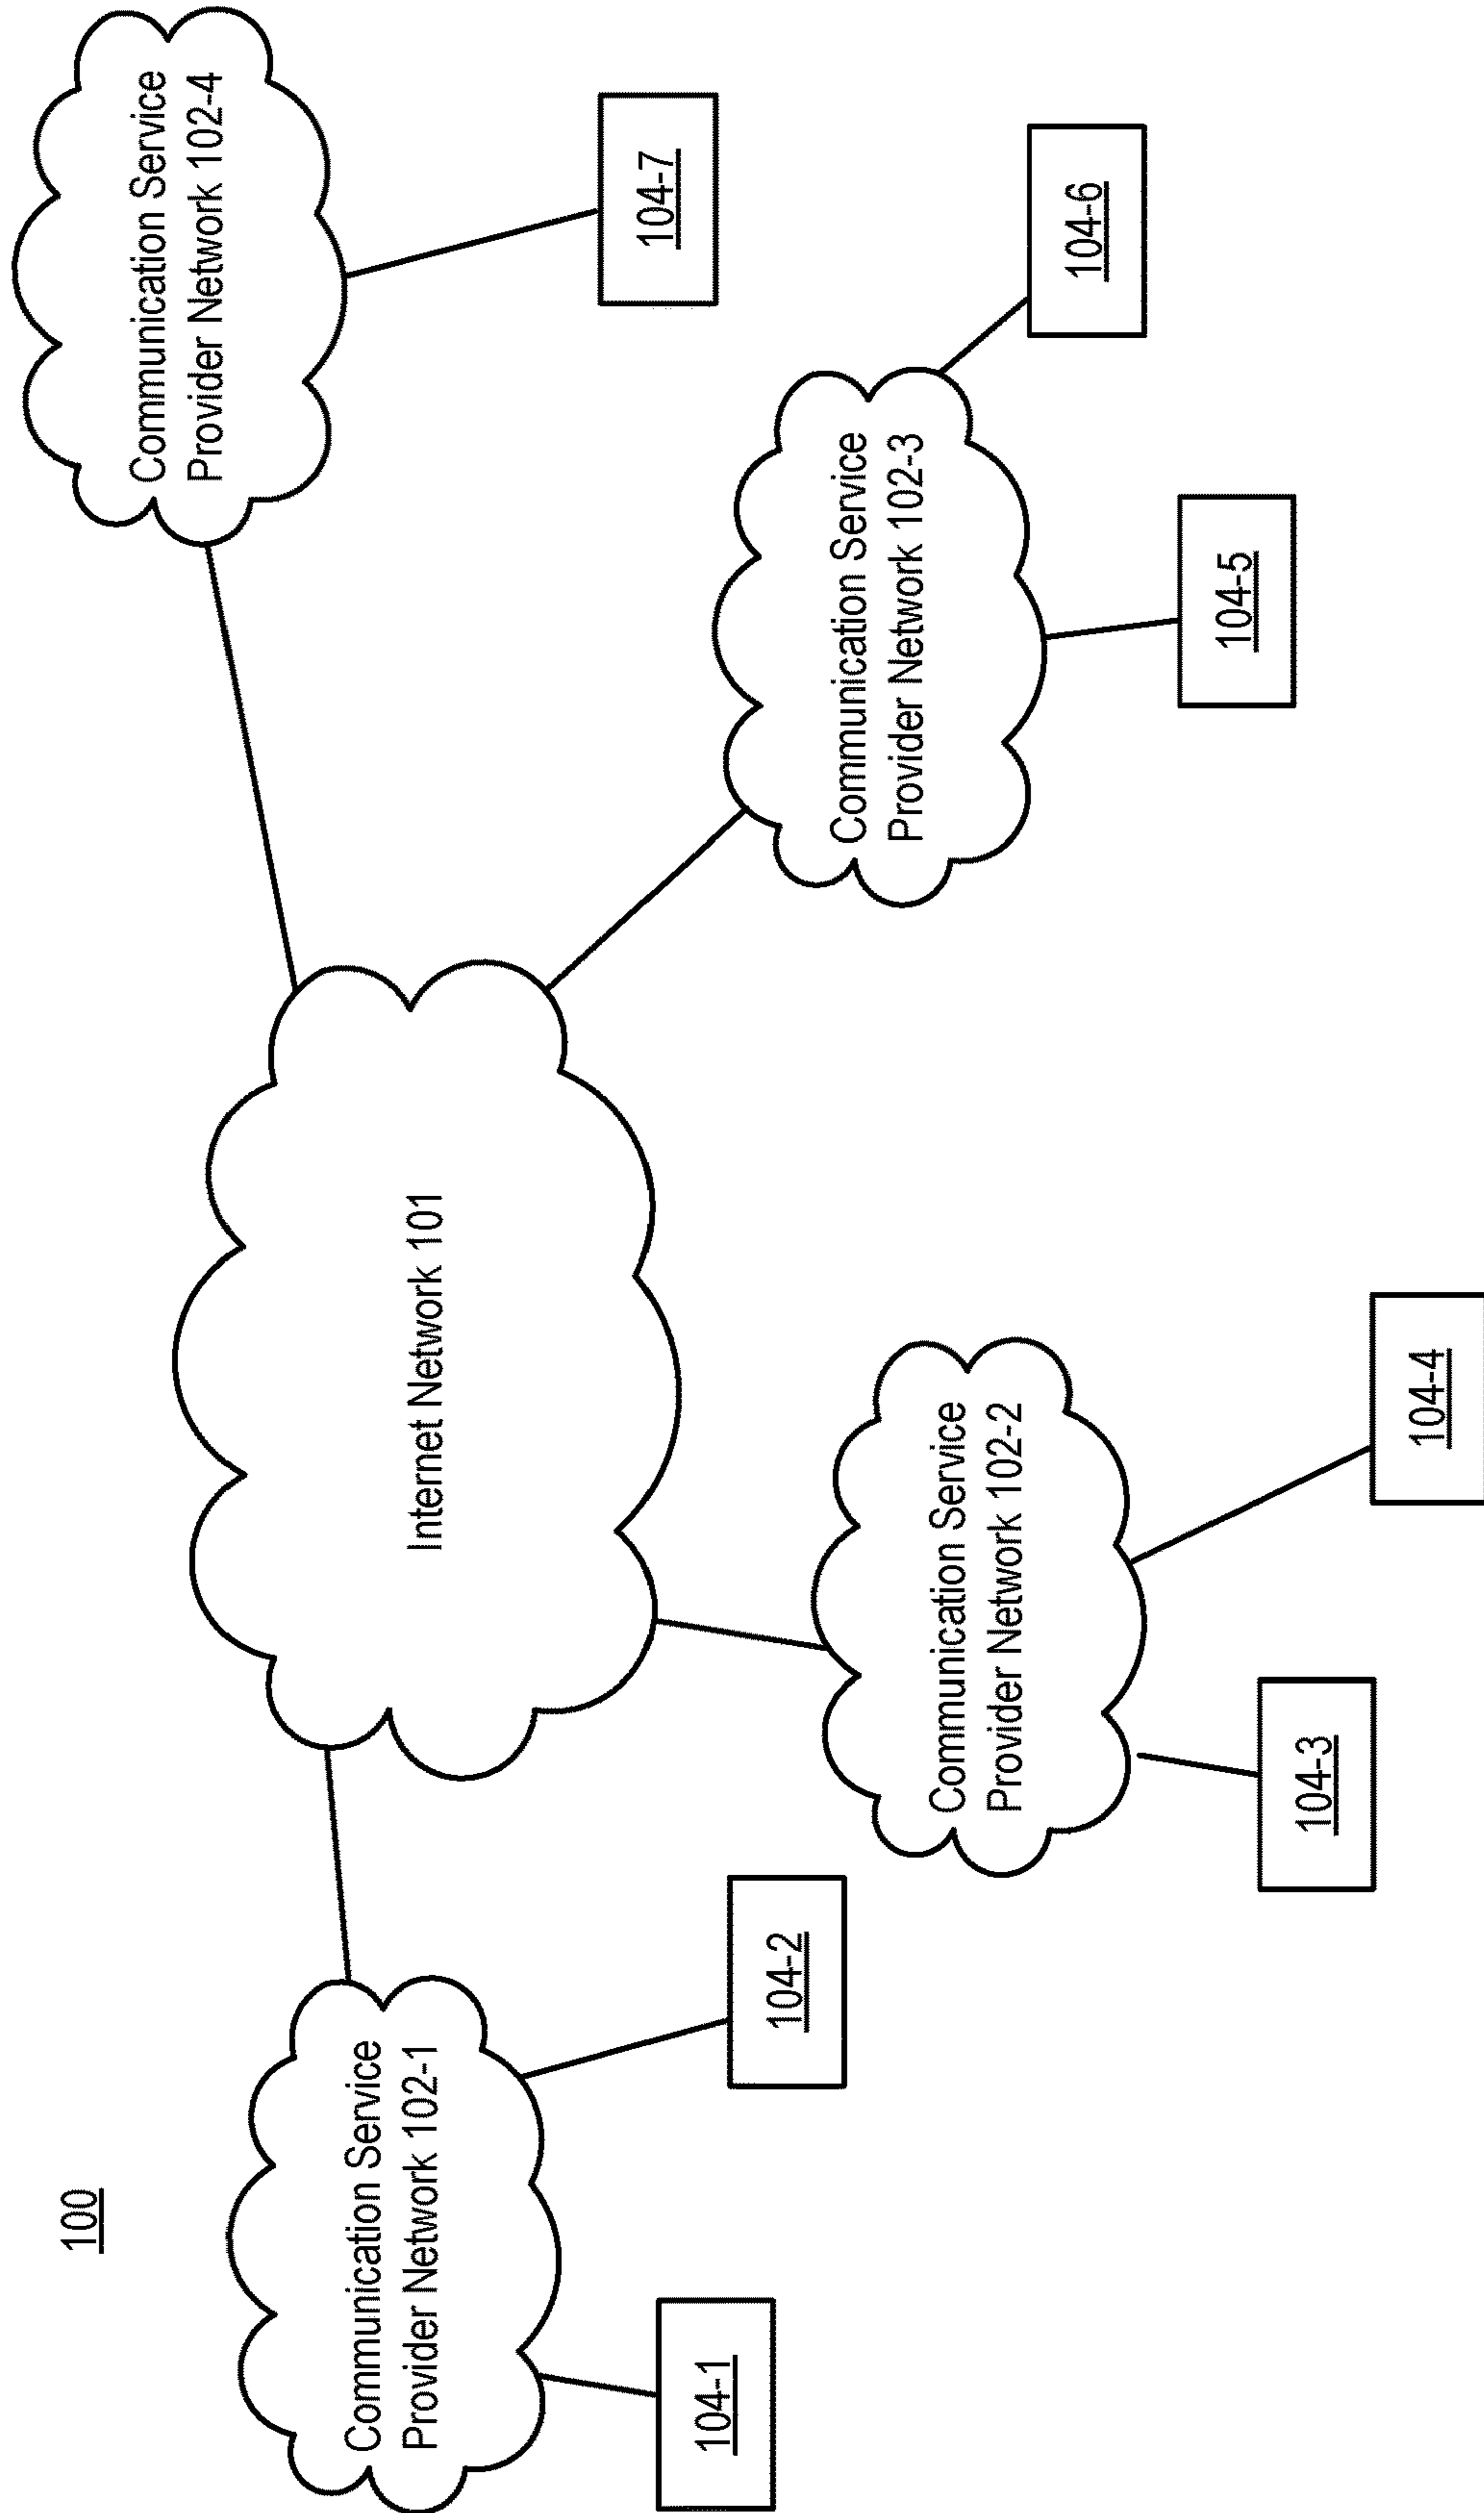 100
Communication Service
Provider Network 102-1
104-1
104-2
Internet Network 101
Communication Service
Provider Network 102-2
104-3
104-4
Communication Service
Provider Network 102-3
104-5
104-6
Communication Service
Provider Network 102-4
104-7